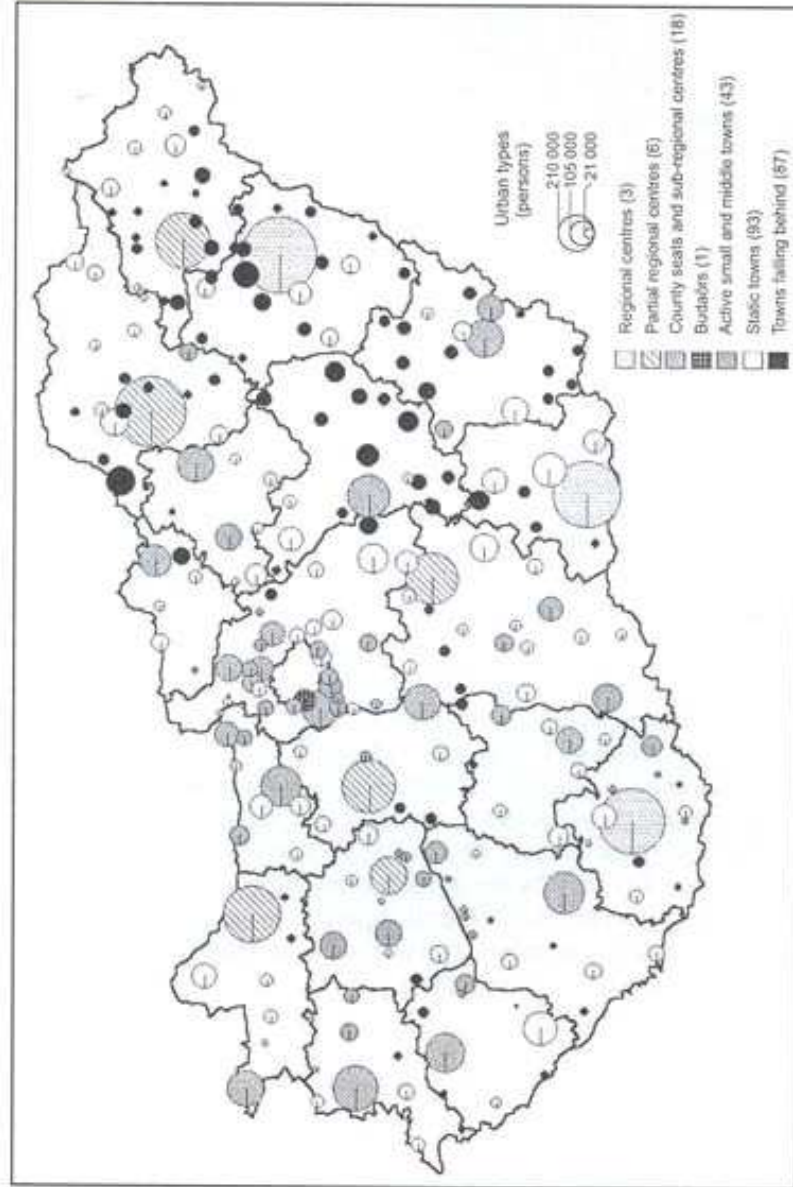 Urban types
(persons)
210 000
105 000
21 000
Regional centres (3)
Partial regional centres (6)
County seats and sub-regional centres (18)
Budaörs (1)
Active small and middle towns (43)
Static towns (93)
Towns falling behind (87)